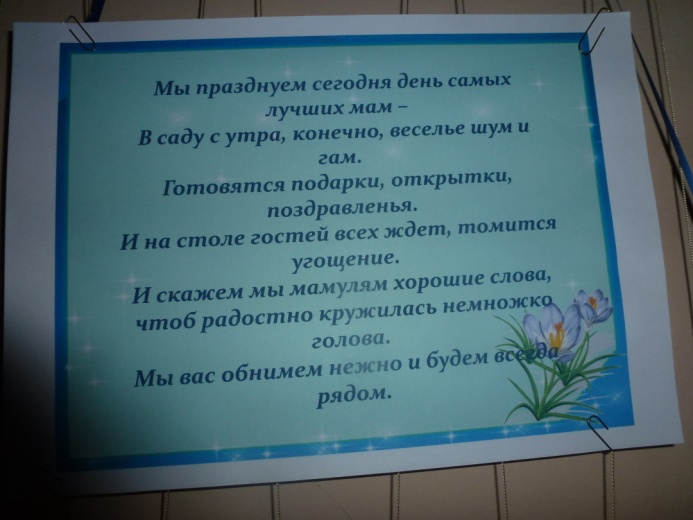 Мы празднуем сегодня день самых
лучших мам –
В саду с утра, конечно, веселье шум и
гам.
Готовятся подарки, открытки,
поздравленья.
И на столе гостей всех ждет, томится
угощение.
И скажем мы мамулям хорошие слова,
чтоб радостно кружилась немножко
голова.
Мы вас обнимем нежно и будем всегда
рядом.